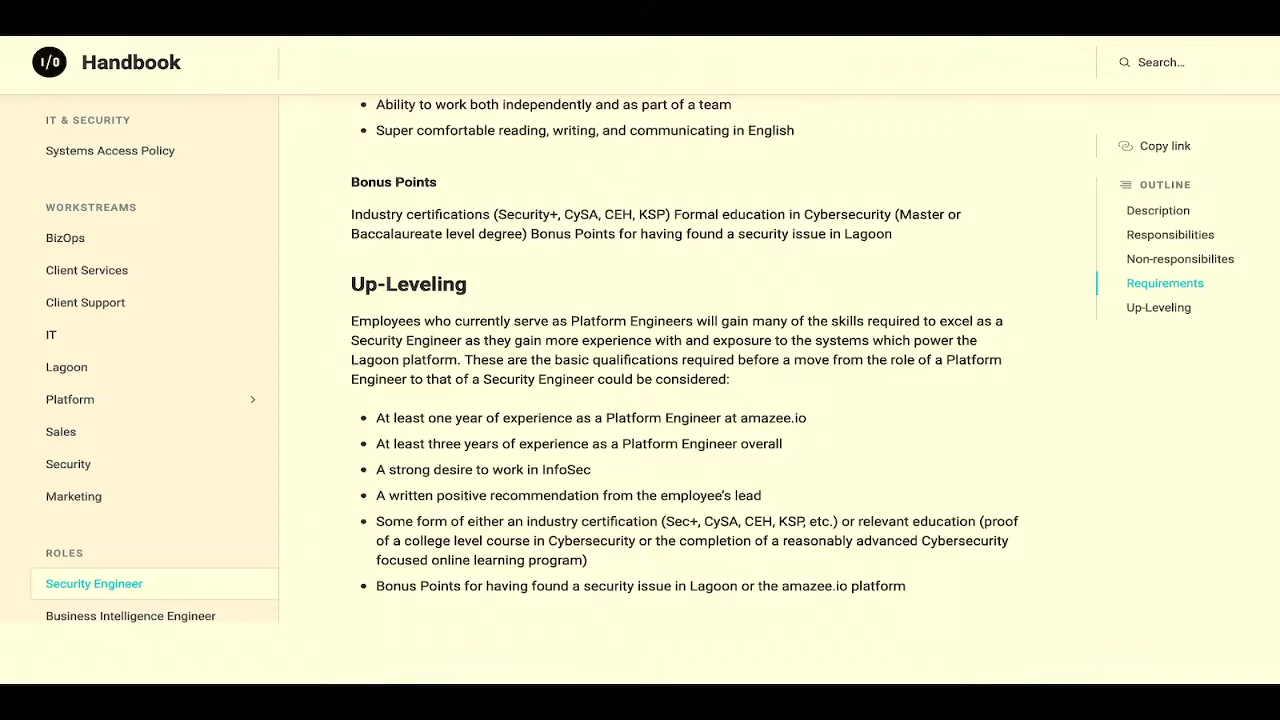 I/O Handbook
Search...
IT & SECURITY
Systems Access Policy
WORKSTREAMS
BizOps
Client Services
Client Support
IT
Lagoon
Platform
Sales
Security
Marketing
ROLES
Security Engineer
Business Intelligence Engineer
Ability to work both independently and as part of a team
Super comfortable reading, writing, and communicating in English
Bonus Points
Industry certifications (Security+, CySA, CEH, KSP) Formal education in Cybersecurity (Master or
Baccalaureate level degree) Bonus Points for having found a security issue in Lagoon
Up-Leveling
Employees who currently serve as Platform Engineers will gain many of the skills required to excel as a
Security Engineer as they gain more experience with and exposure to the systems which power the
Lagoon platform. These are the basic qualifications required before a move from the role of a Platform
Engineer to that of a Security Engineer could be considered:
At least one year of experience as a Platform Engineer at amazee.io
At least three years of experience as a Platform Engineer overall
A strong desire to work in InfoSec
A written positive recommendation from the employee's lead
Some form of either an industry certification (Sec+, CySA, CEH, KSP, etc.) or relevant education (proof
of a college level course in Cybersecurity or the completion of a reasonably advanced Cybersecurity
focused online learning program)
Bonus Points for having found a security issue in Lagoon or the amazee.io platform
Copy link
OUTLINE
Description
Responsibilities
Non-responsibilites
Requirements
Up-Leveling